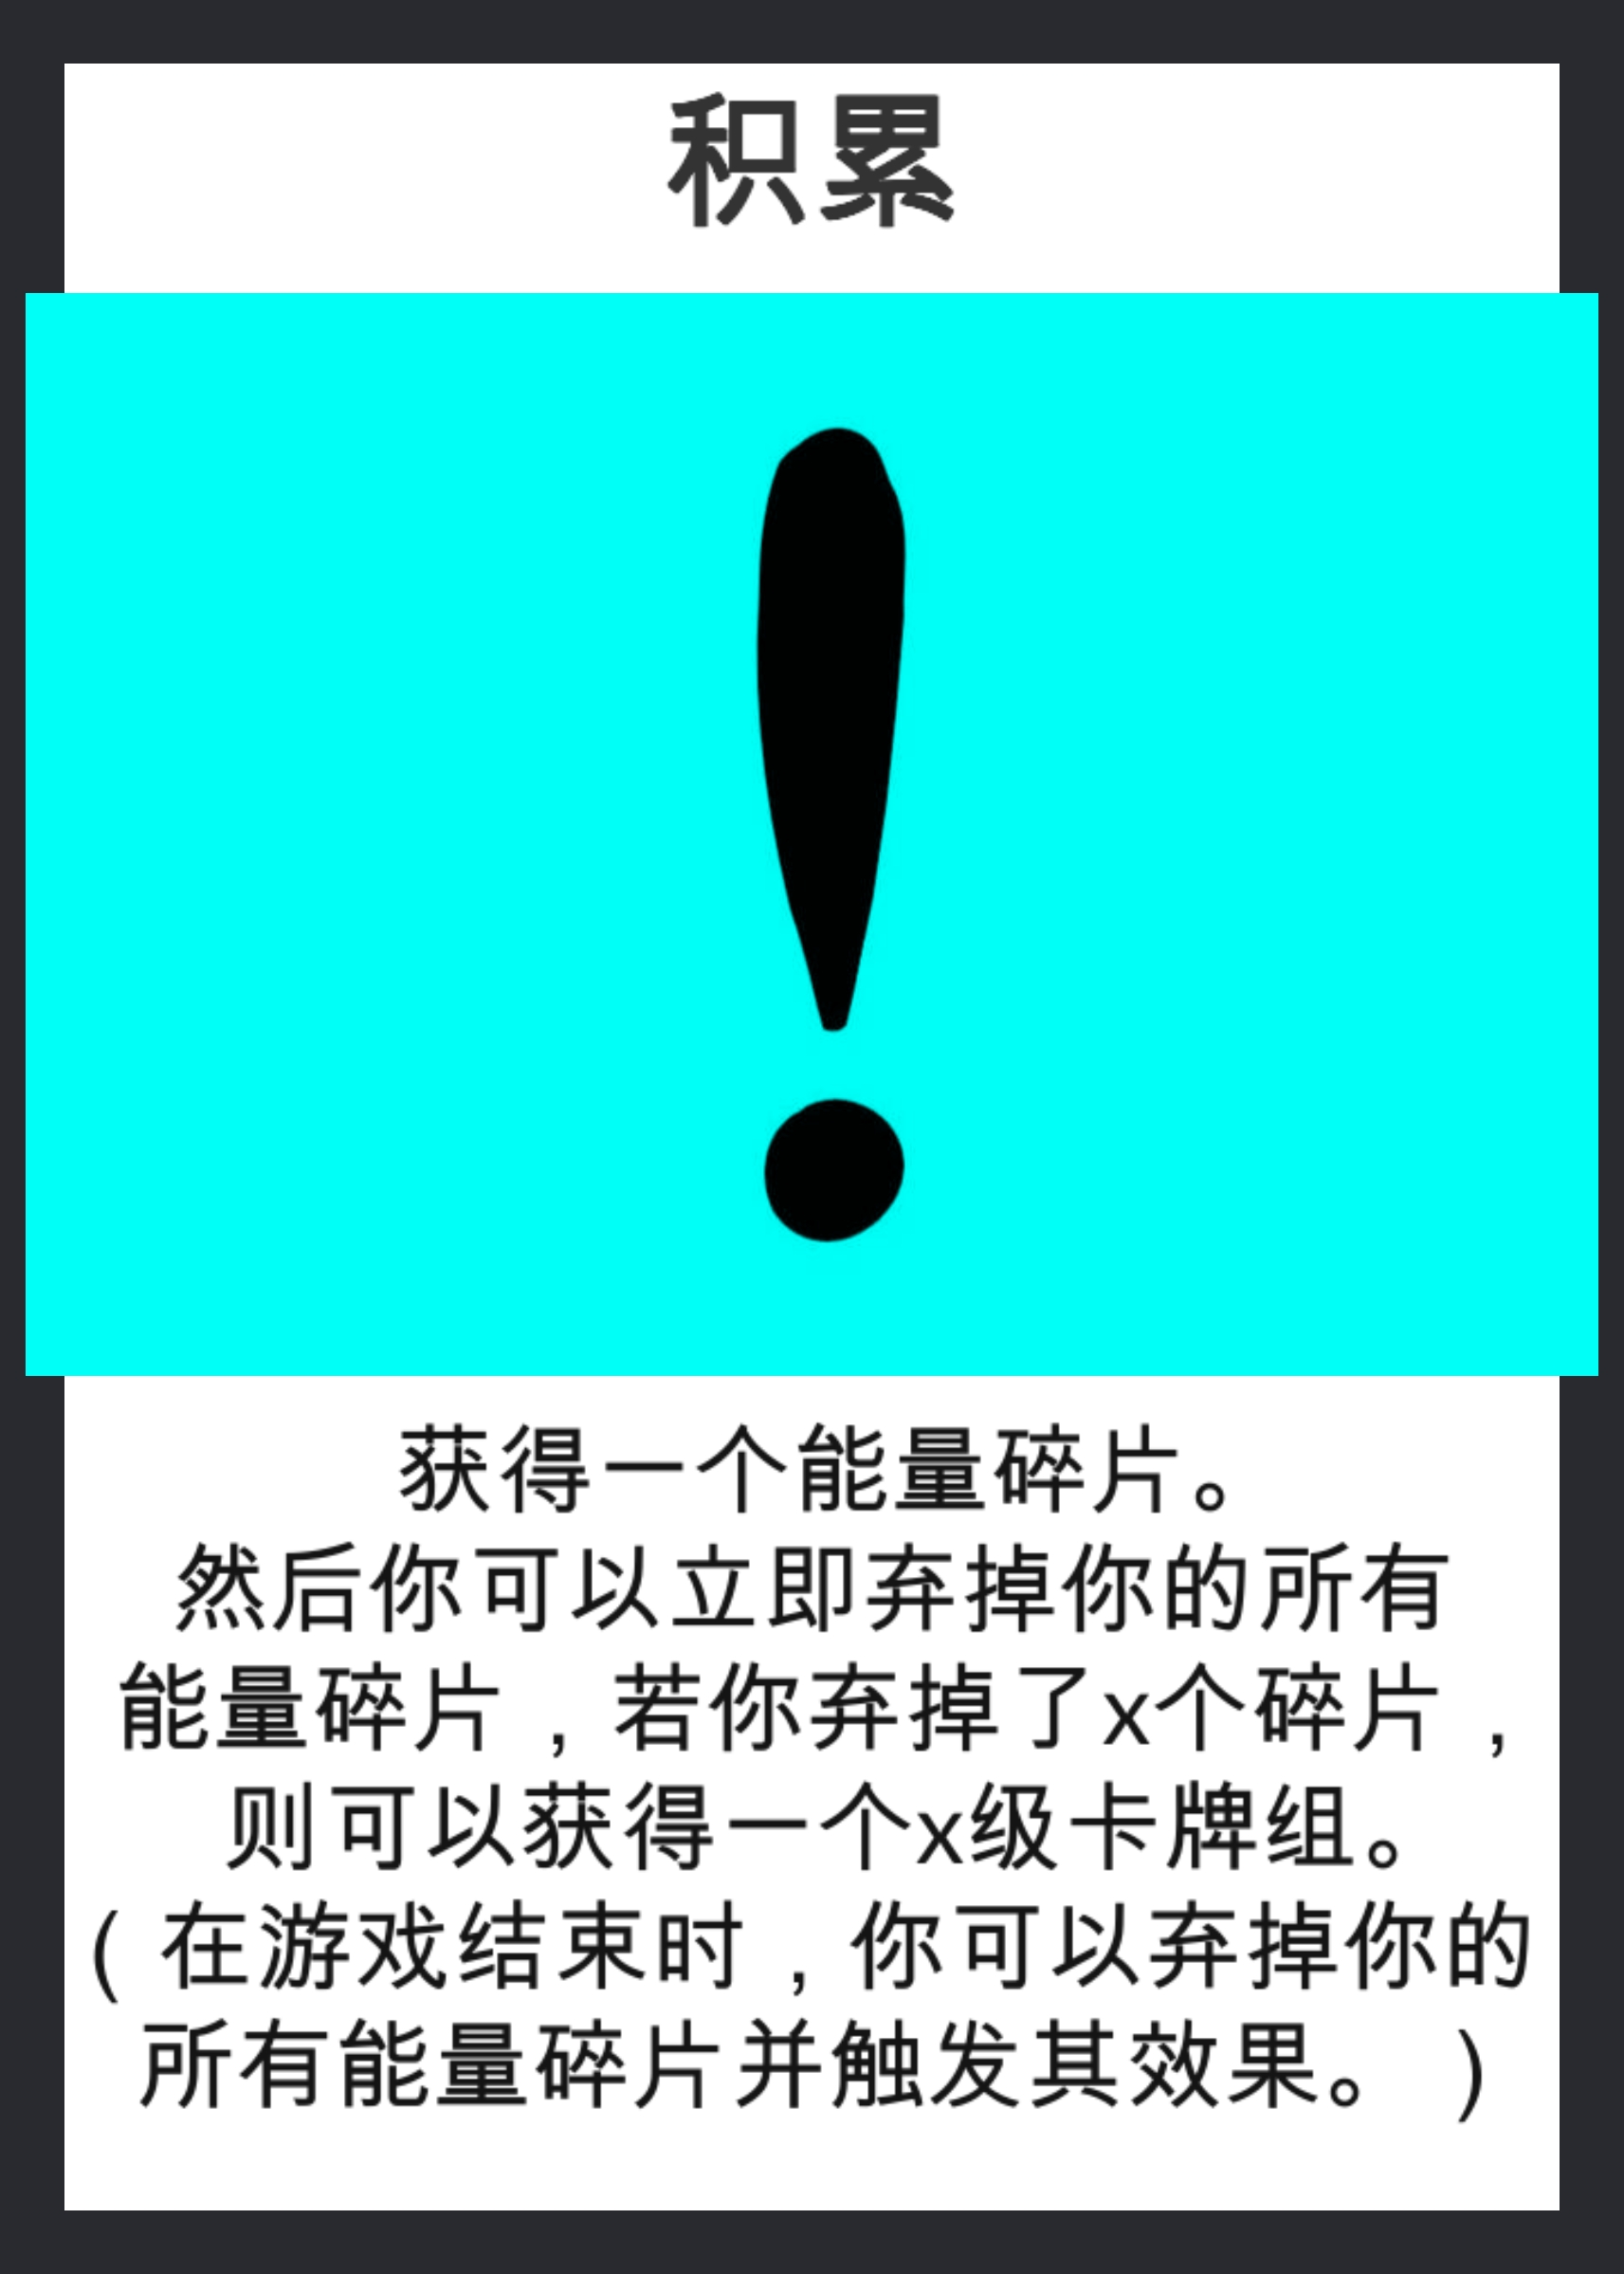 积累
!
获得一个能量碎片。
然后你可以立即弃掉你的所有
能量碎片，若你弃掉了x个碎片，
则可以获得一个x级卡牌组。
（在游戏结束时，你可以弃掉你的
所有能量碎片并触发其效果。）